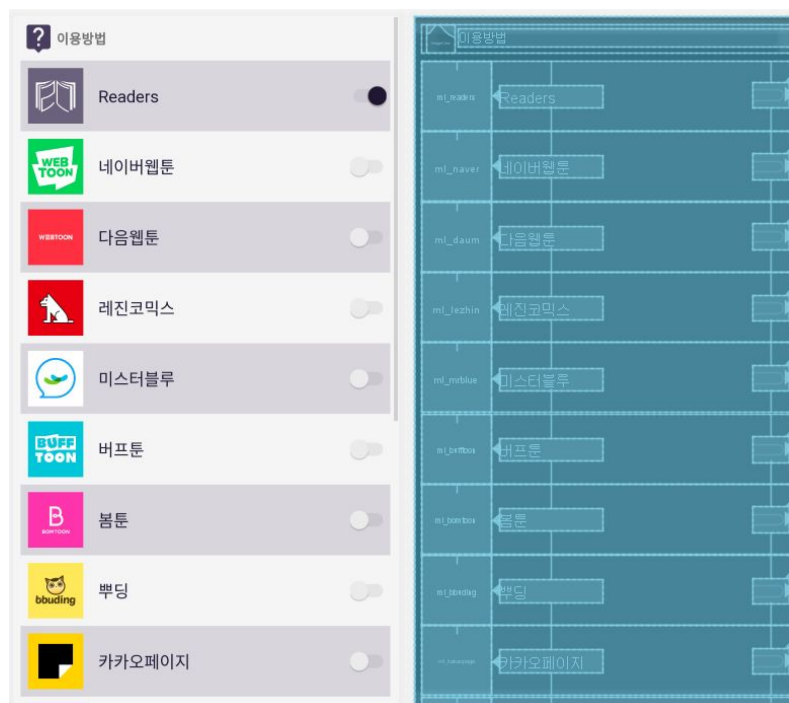 이용방법
Readers
WEB
TOON
네이버웹툰
WEBTOON
다음웹툰
레진코믹스
미스터블루
BUFF
TOON
버프툰
B
BOMTOON
봄툰
bbuding
뿌딩
카카오페이지
이용방법
ml_readers
Readers
ml_naver
네이버웹툰
ml_daum
다음웹툰
ml_lezhin
레진코믹스
ml_mrblue
미스터블루
ml_bufftoon
버프툰
ml_bomtoon
봄툰
ml_bbuding
뿌딩
카카오페이지